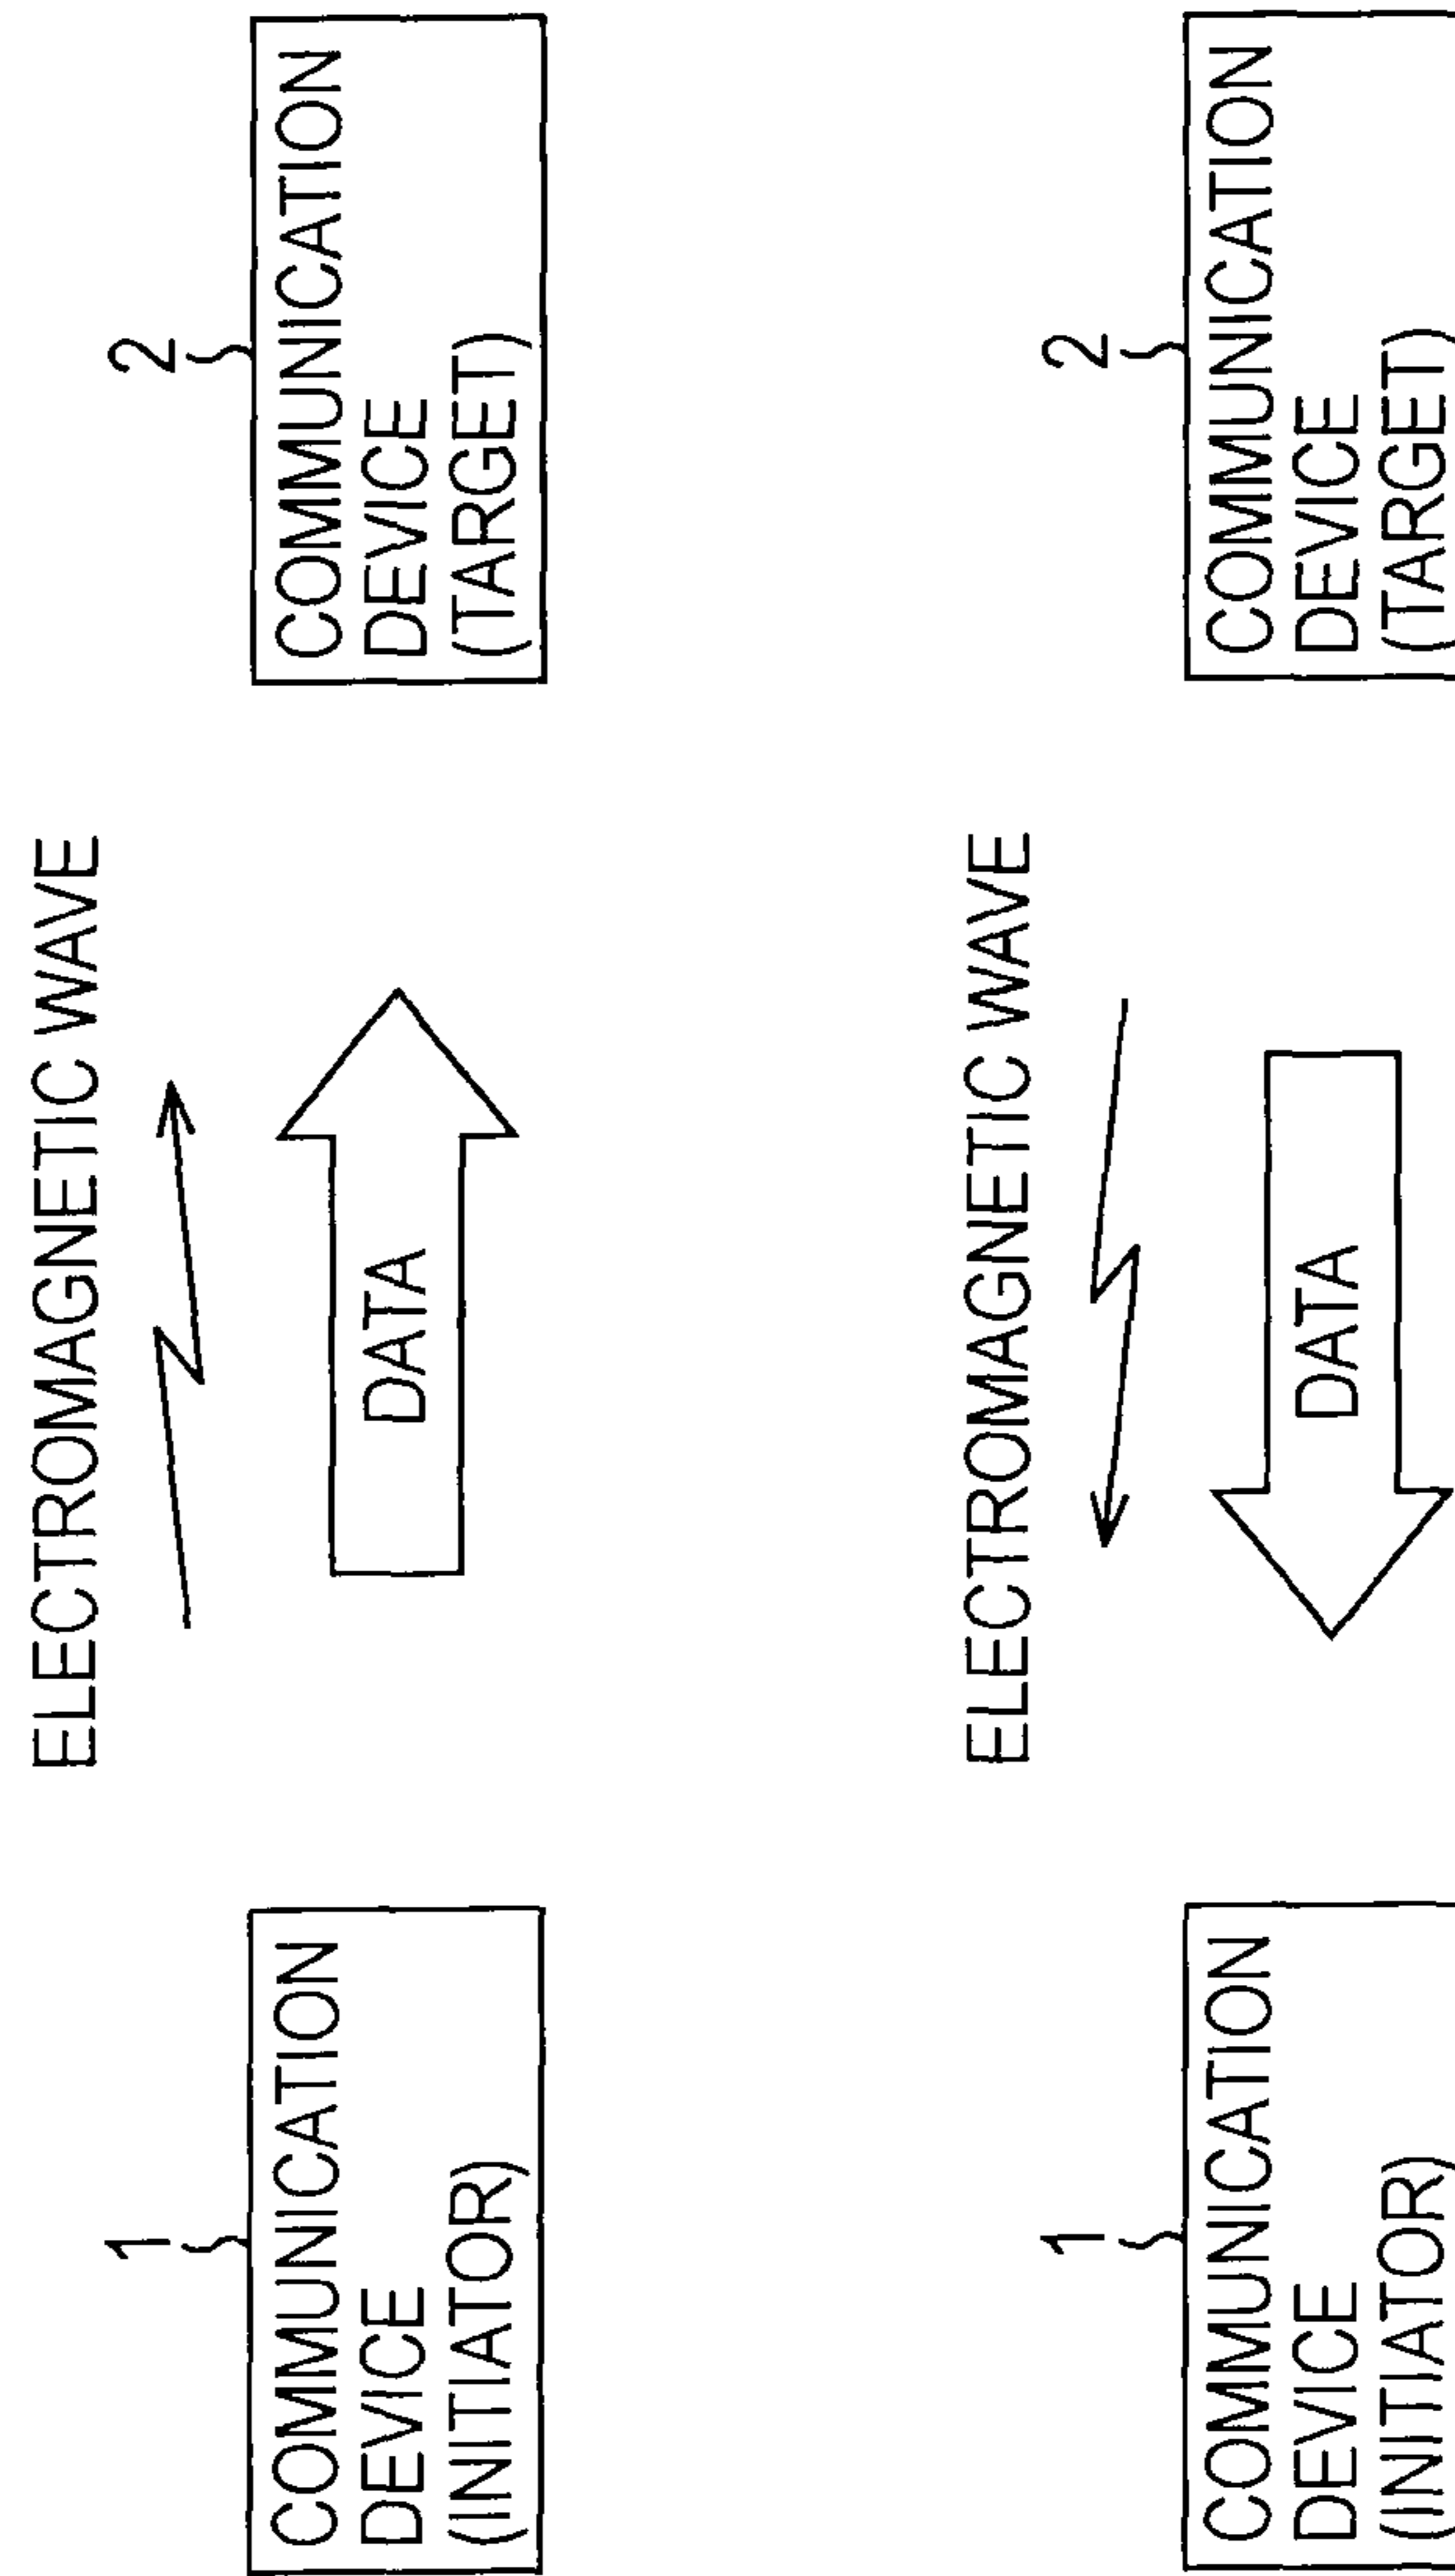 ELECTROMAGNETIC WAVE
1
2
COMMUNICATION
DEVICE
(INITIATOR)
DATA
COMMUNICATION
DEVICE
(TARGET)
ELECTROMAGNETIC WAVE
1
2
COMMUNICATION
DEVICE
(INITIATOR)
DATA
COMMUNICATION
DEVICE
(TARGET)